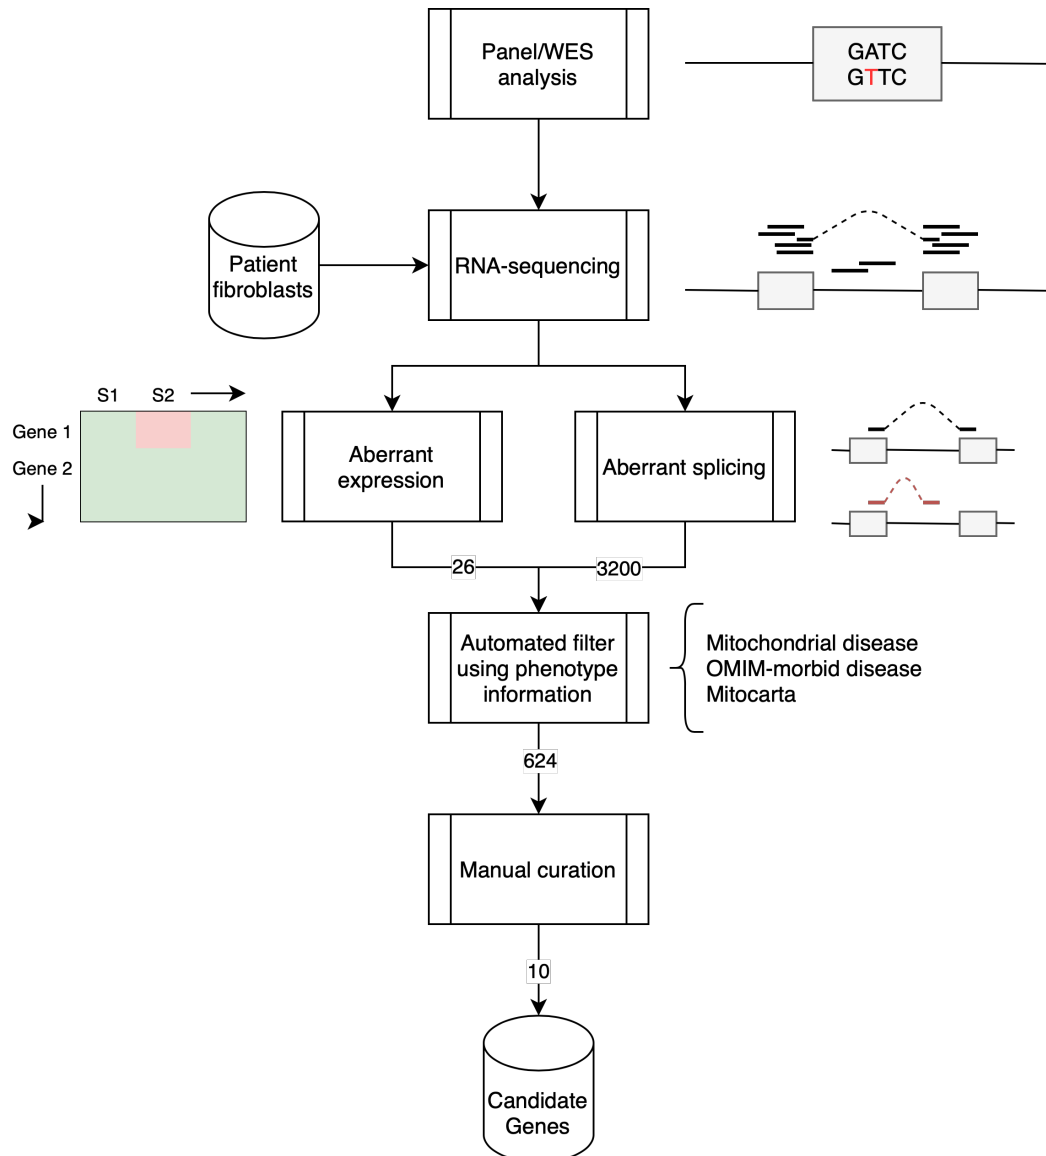 Panel/WES
analysis
GATC
GTTC
Patient
fibroblasts
RNA-sequencing
S1 S2
Gene 1
Gene 2
Aberrant
expression
Aberrant splicing
26
3200
Automated filter
using phenotype
information
Mitochondrial disease
OMIM-morbid disease
Mitocarta
624
Manual curation
10
Candidate
Genes